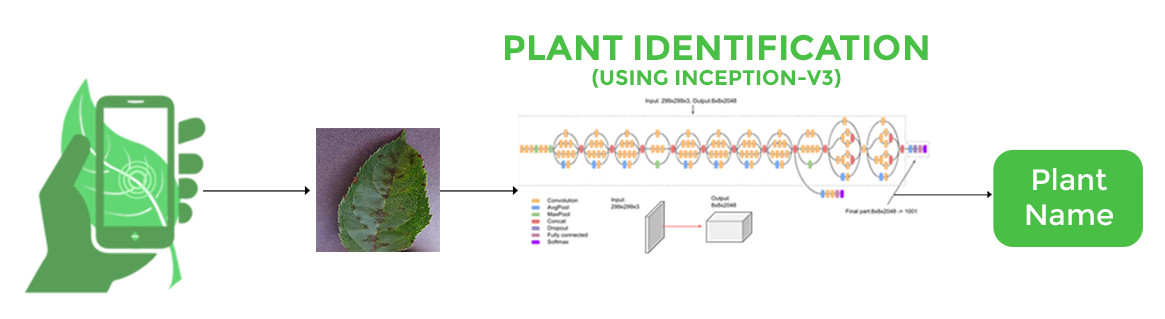 PLANT IDENTIFICATION
(USING INCEPTION-V3)
Input: 299x299x3, Output:8x8x2048
Convolution
AvgPool
MaxPool
Concat
Dropout
Fully connected
Softmax
Input:
299x299x3
Output:
8x8x2048
Final part:8x8x2048 -> 1001
Plant
Name